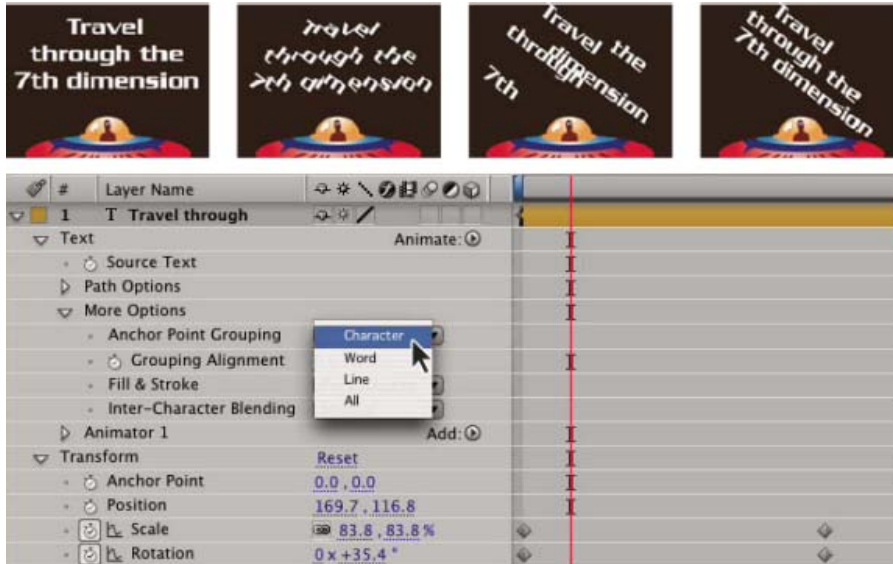 Travel
through the
7th dimension
Travel
through the
7th dimension
Travel the
through
dimension
7th
Travel
through the
7th dimension
# Layer Name
1 T Travel through
Text Animate:
Source Text
Path Options
More Options
Anchor Point Grouping
Character
Grouping Alignment
Word
Fill & Stroke
Line
Inter-Character Blending
All
Animator 1 Add:
Transform Reset
Anchor Point 0.0 , 0.0
Position 169.7 , 116.8
Scale 83.8 , 83.8 %
Rotation 0 x +35.4 °